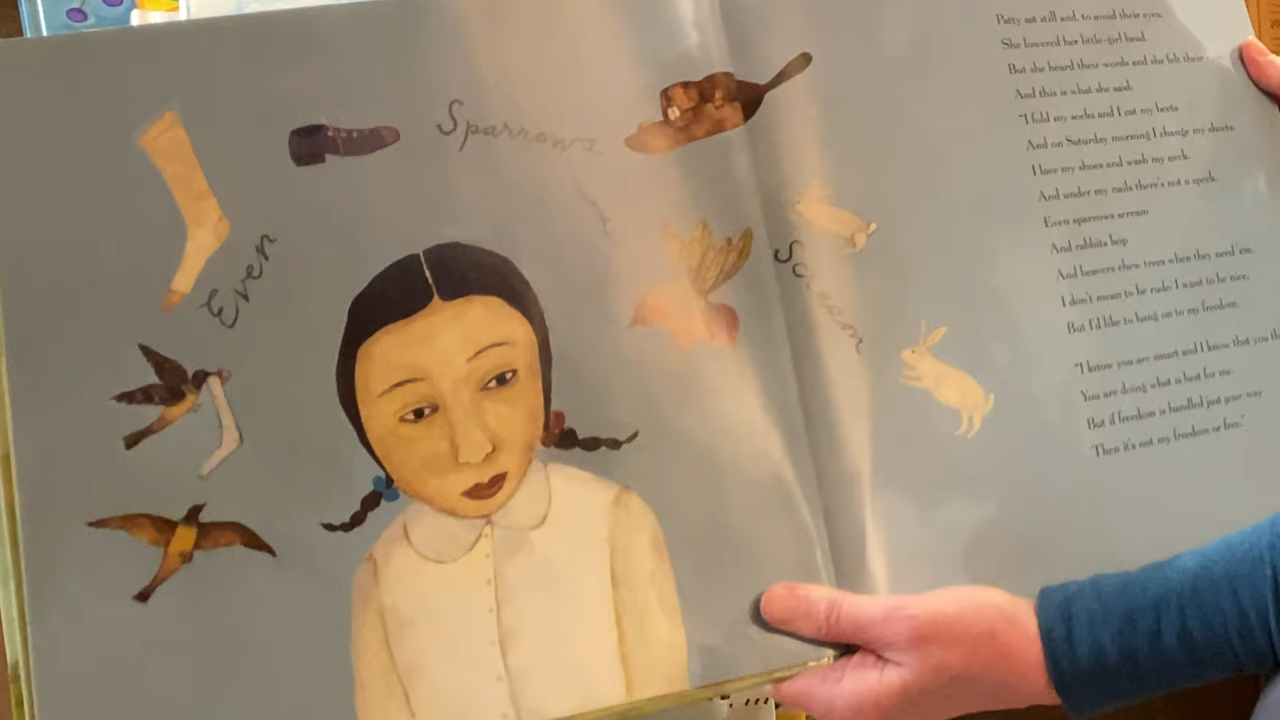 Even
Sparrows
Scream
Patty sat still and, to avoid their eyes,
She lowered her little-girl head.
But she heard their words and she felt their
And this is what she said:
"I fold my socks and I eat my beets
And on Saturday morning I change my sheets.
I lace my shoes and wash my neck.
And under my nails there's not a speck.
Even sparrows scream
And rabbits hop
And beavers chew trees when they need 'em.
I don't mean to be rude: I want to be nice,
But I'd like to hang on to my freedom.
"I know you are smart and I know that you
You are doing what is best for me.
But if freedom is handled just your way
Then it's not my freedom or free."